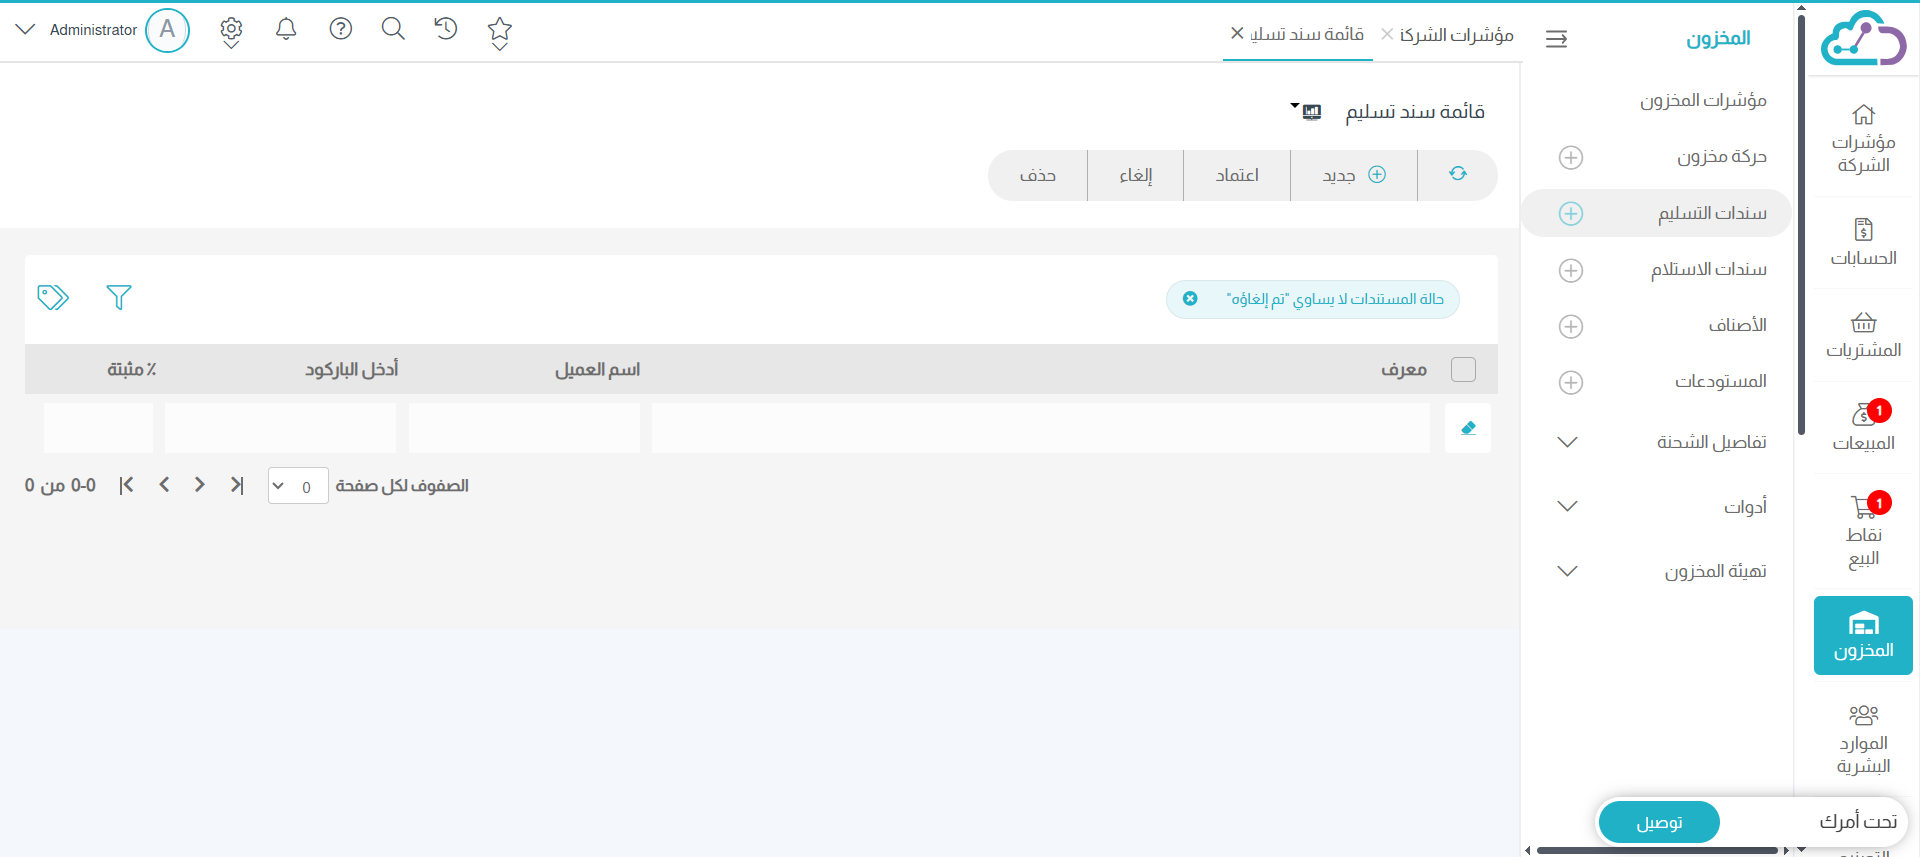 Administrator
A
مؤشرات الشركة
قائمة سند تسليم
المخزون
مؤشرات المخزون
حركة مخزون
سندات التسليم
سندات الاستلام
الأصناف
المستودعات
تفاصيل الشحنة
أدوات
تهيئة المخزون
مؤشرات
الشركة
الحسابات
المشتريات
1
المبيعات
1
نقاط
البيع
المخزون
الموارد
البشرية
تحت أمرك
توصيل
قائمة سند تسليم
جديد
اعتماد
إلغاء
حذف
حالة المستندات لا يساوي "تم إلغاؤه"
معرف
اسم العميل
أدخل الباركود
٪ مثبتة
الصفوف لكل صفحة
0
0-0 من 0